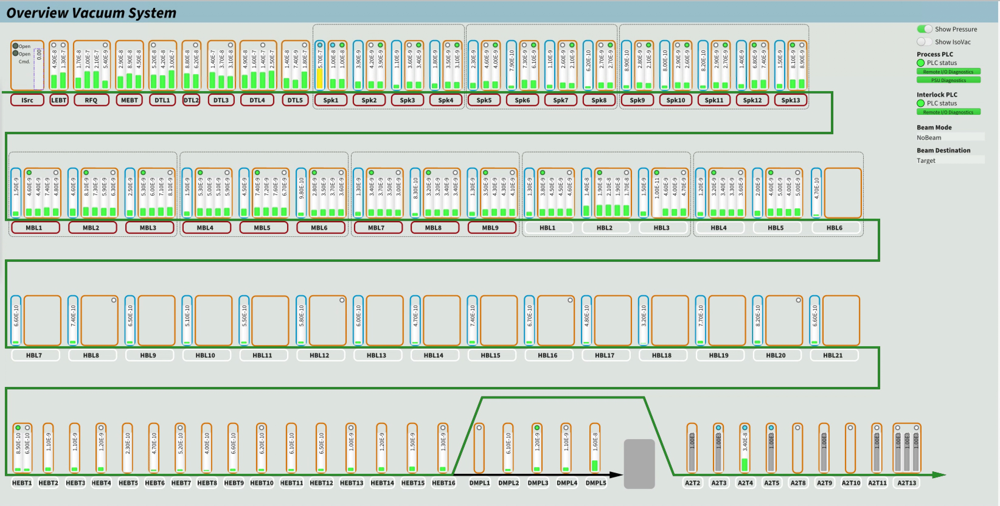 Overview Vacuum System
Open
Open
Cmd.
0.00
4.90E-8 1.30E-7
1.70E-8 2.00E-7 2.10E-7 5.40E-9
2.90E-8 8.90E-8 4.50E-8
5.20E-8 4.20E-8 3.00E-7
8.80E-8 6.20E-8
1.40E-7 3.70E-8 3.10E-8
4.90E-8 1.60E-7 1.40E-7 2.50E-7
1.40E-8 7.40E-9 1.80E-7
5.70E-7 1.00E-8 1.00E-8
3.90E-9 4.20E-9 3.90E-9
1.10E-9 3.60E-9 3.40E-9
1.80E-9 3.50E-9 3.10E-9
2.30E-9 4.60E-9 4.00E-9
7.90E-10 7.30E-9 6.10E-9
1.10E-9 2.60E-9 2.10E-9
6.20E-10 2.70E-9 2.70E-9
8.90E-10 2.80E-9 2.10E-9
8.00E-10 2.90E-9 2.60E-9
8.20E-10 2.90E-9 2.70E-9
1.40E-9 6.80E-9 7.40E-9
1.50E-9 8.10E-9 8.90E-9
ISrc LEBT RFQ MEBT DTL1 DTL2 DTL3 DTL4 DTL5 Spk1 Spk2 Spk3 Spk4 Spk5 Spk6 Spk7 Spk8 Spk9 Spk10 Spk11 Spk12 Spk13
Show Pressure
Show IsoVac
Process PLC
PLC status
Remote I/O Diagnostics
PSU Diagnostics
Interlock PLC
PLC status
Remote I/O Diagnostics
Beam Mode
NoBeam
Beam Destination
Target
1.50E-9 4.60E-9 4.40E-9 7.40E-9 4.80E-9
4.60E-9 8.10E-9 7.30E-9 5.90E-9 6.30E-9
2.50E-9 5.30E-9 6.00E-9 7.10E-9 8.10E-9
1.50E-9 5.30E-9 5.00E-9 5.10E-9 5.90E-9
4.50E-9 7.40E-9 7.20E-9 7.60E-9 6.70E-9
9.80E-10 2.80E-9 3.50E-9 3.70E-9 3.60E-9
1.30E-9 3.40E-9 3.70E-9 3.50E-9 3.00E-9
8.30E-10 3.20E-9 3.20E-9 3.40E-9 3.40E-9
1.30E-9 3.50E-9 4.30E-9 4.30E-9 4.10E-9
1.30E-9 3.80E-9 4.50E-9 4.50E-9 4.60E-9
1.40E-8 1.90E-8 2.10E-8 1.90E-8 1.70E-8
1.50E-9 1.00E-11 4.60E-9 4.00E-9 4.70E-9
1.20E-9 3.20E-9 3.40E-9 3.30E-9 3.60E-9
2.00E-9 4.60E-9 5.00E-9 4.00E-9 5.00E-9
4.70E-10
MBL1 MBL2 MBL3 MBL4 MBL5 MBL6 MBL7 MBL8 MBL9 HBL1 HBL2 HBL3 HBL4 HBL5 HBL6
6.60E-10 7.40E-10 6.50E-10 5.10E-10 5.50E-10 5.80E-10 6.00E-10 4.70E-10 7.40E-10 6.70E-10 4.80E-10 3.20E-10 7.70E-10 8.20E-10 6.60E-10
HBL7 HBL8 HBL9 HBL10 HBL11 HBL12 HBL13 HBL14 HBL15 HBL16 HBL17 HBL18 HBL19 HBL20 HBL21
8.50E-10 6.90E-10 1.10E-9 1.10E-9 1.20E-9 2.30E-10 4.70E-10 5.20E-10 4.00E-10 6.60E-10 6.20E-10 6.10E-10 6.50E-10 1.00E-9 1.20E-9 1.50E-9 1.30E-9 6.10E-10 1.20E-9 1.10E-9 1.60E-8 1.00E3 1.00E3 3.40E-8 1.00E3 1.00E3 1.00E3 1.00E3 1.00E3 1.00E3
HEBT1 HEBT2 HEBT3 HEBT4 HEBT5 HEBT6 HEBT7 HEBT8 HEBT9 HEBT10 HEBT11 HEBT12 HEBT13 HEBT14 HEBT15 HEBT16 DMPL1 DMPL2 DMPL3 DMPL4 DMPL5 A2T2 A2T3 A2T4 A2T5 A2T8 A2T9 A2T10 A2T11 A2T13